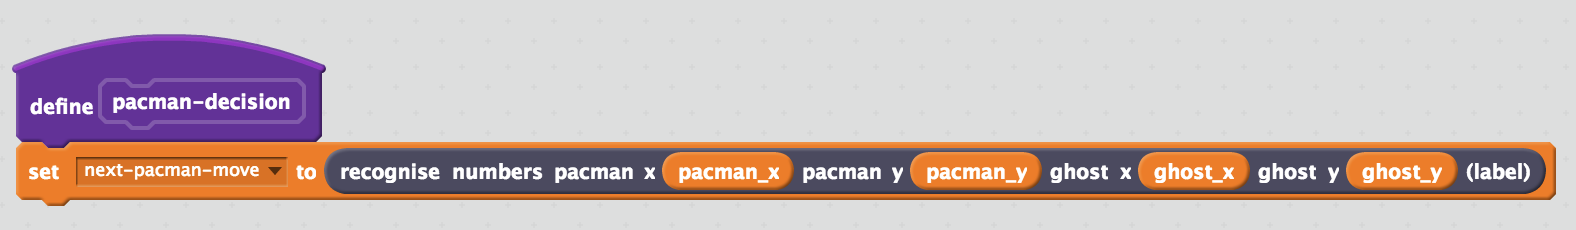 define pacman-decision
set next-pacman-move to recognise numbers pacman x pacman_x pacman y pacman_y ghost x ghost_x ghost y ghost_y (label)